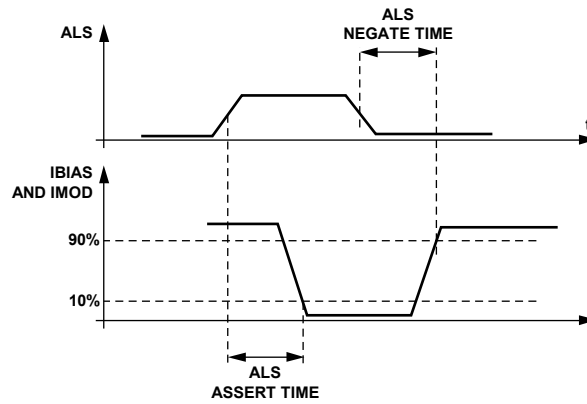 ALS
ALS
NEGATE TIME
t
IBIAS
AND IMOD
90%
10%
ALS
ASSERT TIME